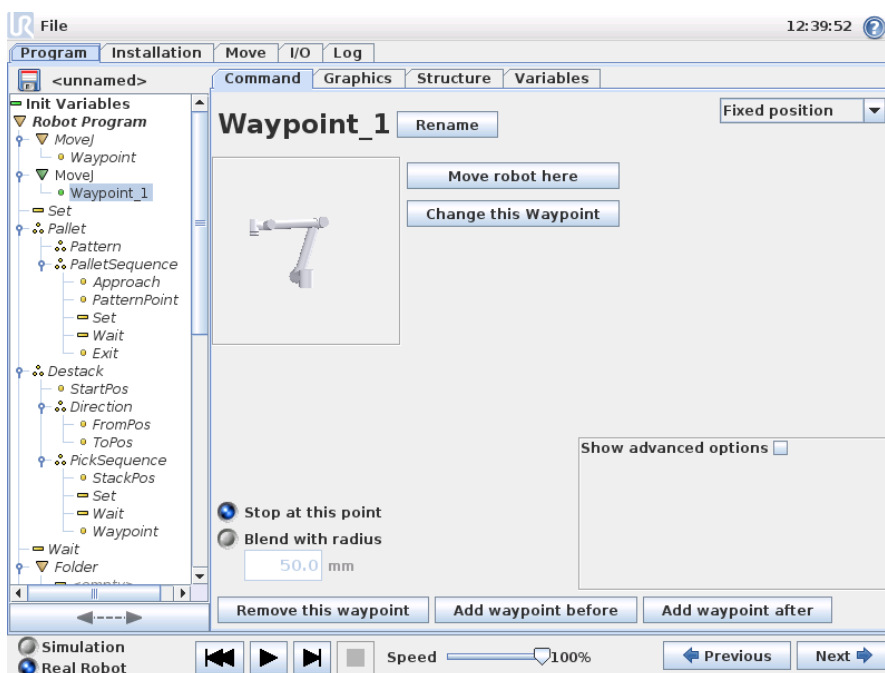 UR File 12:39:52 ?
Program Installation Move I/O Log
<unnamed> Command Graphics Structure Variables
Init Variables
Robot Program
MoveJ
Waypoint
MoveJ
Waypoint_1
Set
Pallet
Pattern
PalletSequence
Approach
PatternPoint
Set
Wait
Exit
Destack
StartPos
Direction
FromPos
ToPos
PickSequence
StackPos
Set
Wait
Waypoint
Wait
Folder
<empty>
Waypoint_1 Rename Fixed position
Move robot here
Change this Waypoint
Show advanced options
Stop at this point
Blend with radius
50.0 mm
Remove this waypoint Add waypoint before Add waypoint after
Simulation
Real Robot
Speed 100% Previous Next